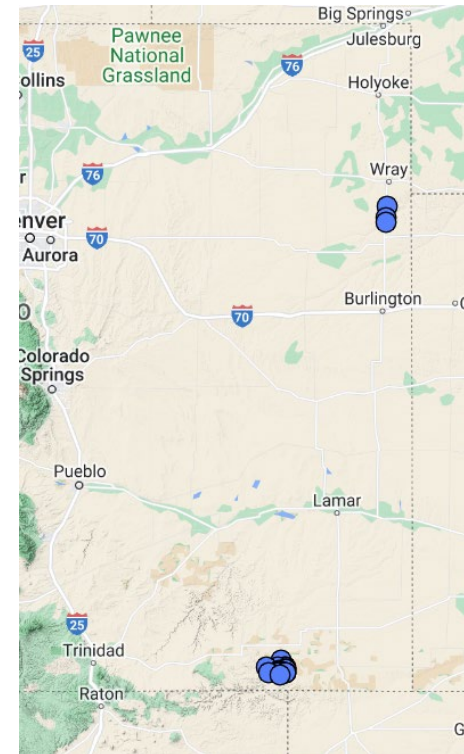 Big Springs
Julesburg
Pawnee
National
Grassland
25
76
ollins
Holyoke
76
Wray
r
enver
Aurora
70
Burlington
70
Colorado
Springs
Pueblo
Lamar
25
Trinidad
Raton
G